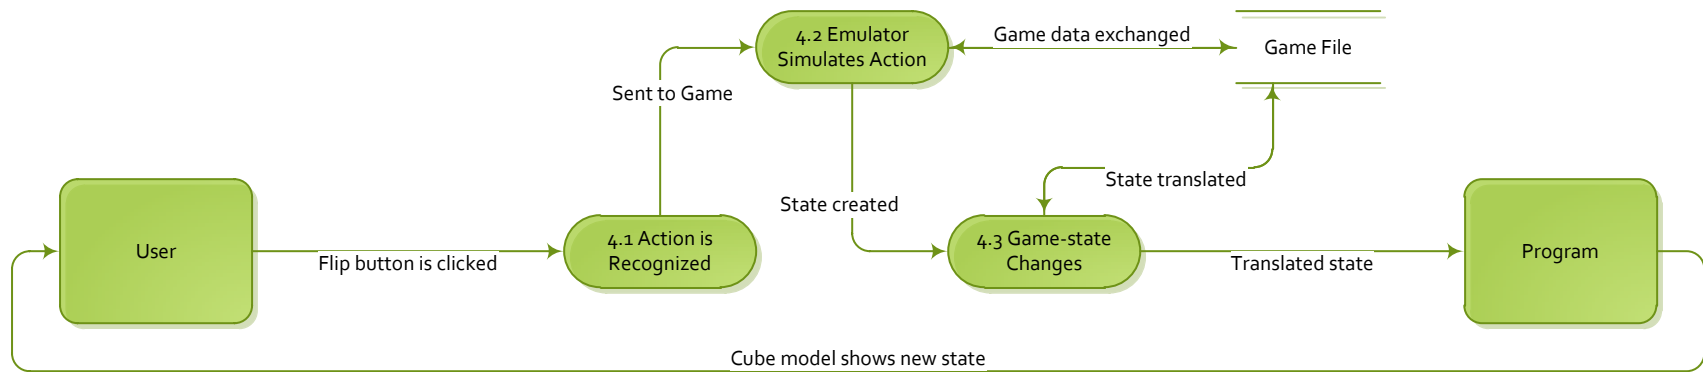 4.2 Emulator
Simulates Action
Game data exchanged
Game File
Sent to Game
State translated
State created
User
Flip button is clicked
4.1 Action is
Recognized
4.3 Game-state
Changes
Translated state
Program
Cube model shows new state